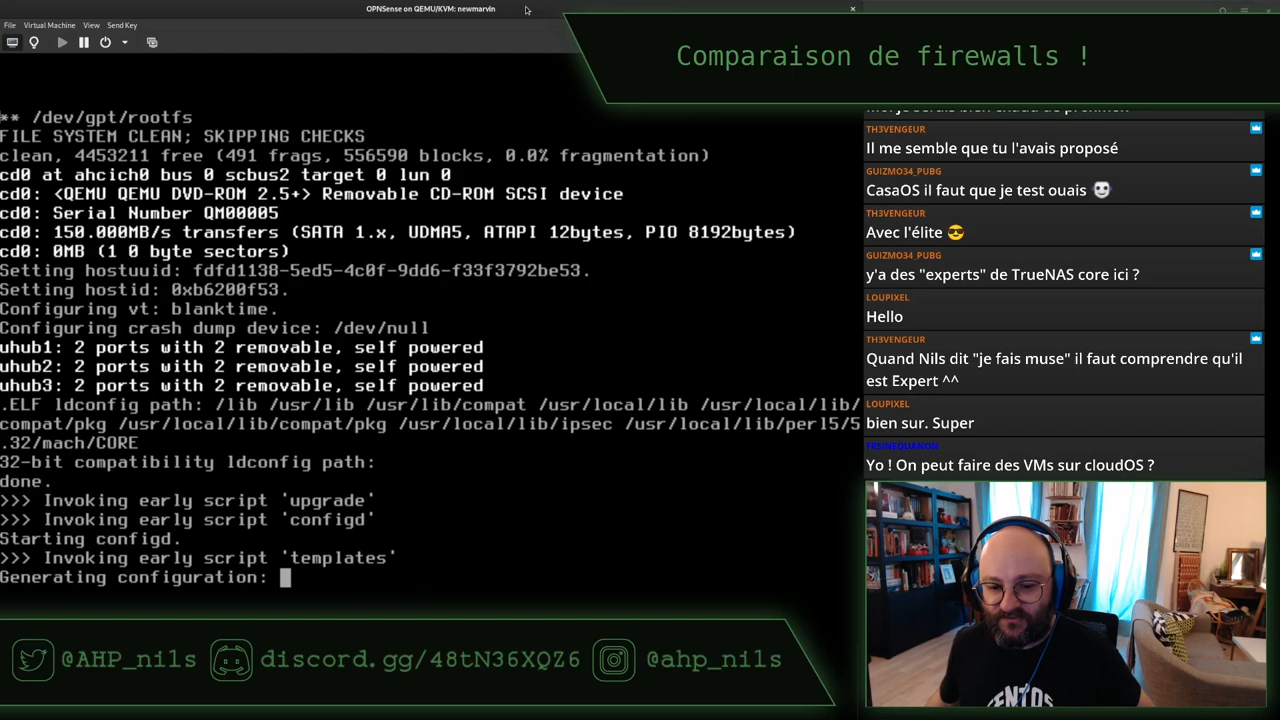 OPNSense on QEMU/KVM: newmarvin
File Virtual Machine View Send Key
Comparaison de firewalls !
** /dev/gpt/rootfs
FILE SYSTEM CLEAN; SKIPPING CHECKS
clean, 4453211 free (491 frags, 556590 blocks, 0.0% fragmentation)
cd0 at ahcich0 bus 0 scbus2 target 0 lun 0
cd0: <QEMU QEMU DVD-ROM 2.5+> Removable CD-ROM SCSI device
cd0: Serial Number QM00005
cd0: 150.000MB/s transfers (SATA 1.x, UDMA5, ATAPI 12bytes, PIO 8192bytes)
cd0: 0MB (1 0 byte sectors)
Setting hostuuid: fdfd1138-5ed5-4c0f-9dd6-f33f3792be53.
Setting hostid: 0xb6200f53.
Configuring vt: blanktime.
Configuring crash dump device: /dev/null
uhub1: 2 ports with 2 removable, self powered
uhub2: 2 ports with 2 removable, self powered
uhub3: 2 ports with 2 removable, self powered
.ELF ldconfig path: /lib /usr/lib /usr/lib/compat /usr/local/lib /usr/local/lib/
compat/pkg /usr/local/lib/compat/pkg /usr/local/lib/ipsec /usr/local/lib/perl5/5
.32/mach/CORE
32-bit compatibility ldconfig path:
done.
>>> Invoking early script 'upgrade'
>>> Invoking early script 'configd'
Starting configd.
>>> Invoking early script 'templates'
Generating configuration:
TH3VENGEUR
Il me semble que tu l'avais proposé
GUIZMO34_PUBG
CasaOS il faut que je test ouais
TH3VENGEUR
Avec l'élite 😎
GUIZMO34_PUBG
y'a des "experts" de TrueNAS core ici ?
LOUPIXEL
Hello
TH3VENGEUR
Quand Nils dit "je fais muse" il faut comprendre qu'il
est Expert ^^
LOUPIXEL
bien sur. Super
FRSINEQUANON
Yo ! On peut faire des VMs sur cloudOS ?
@AHP_nils discord.gg/48tN36XQZ6 @ahp_nils